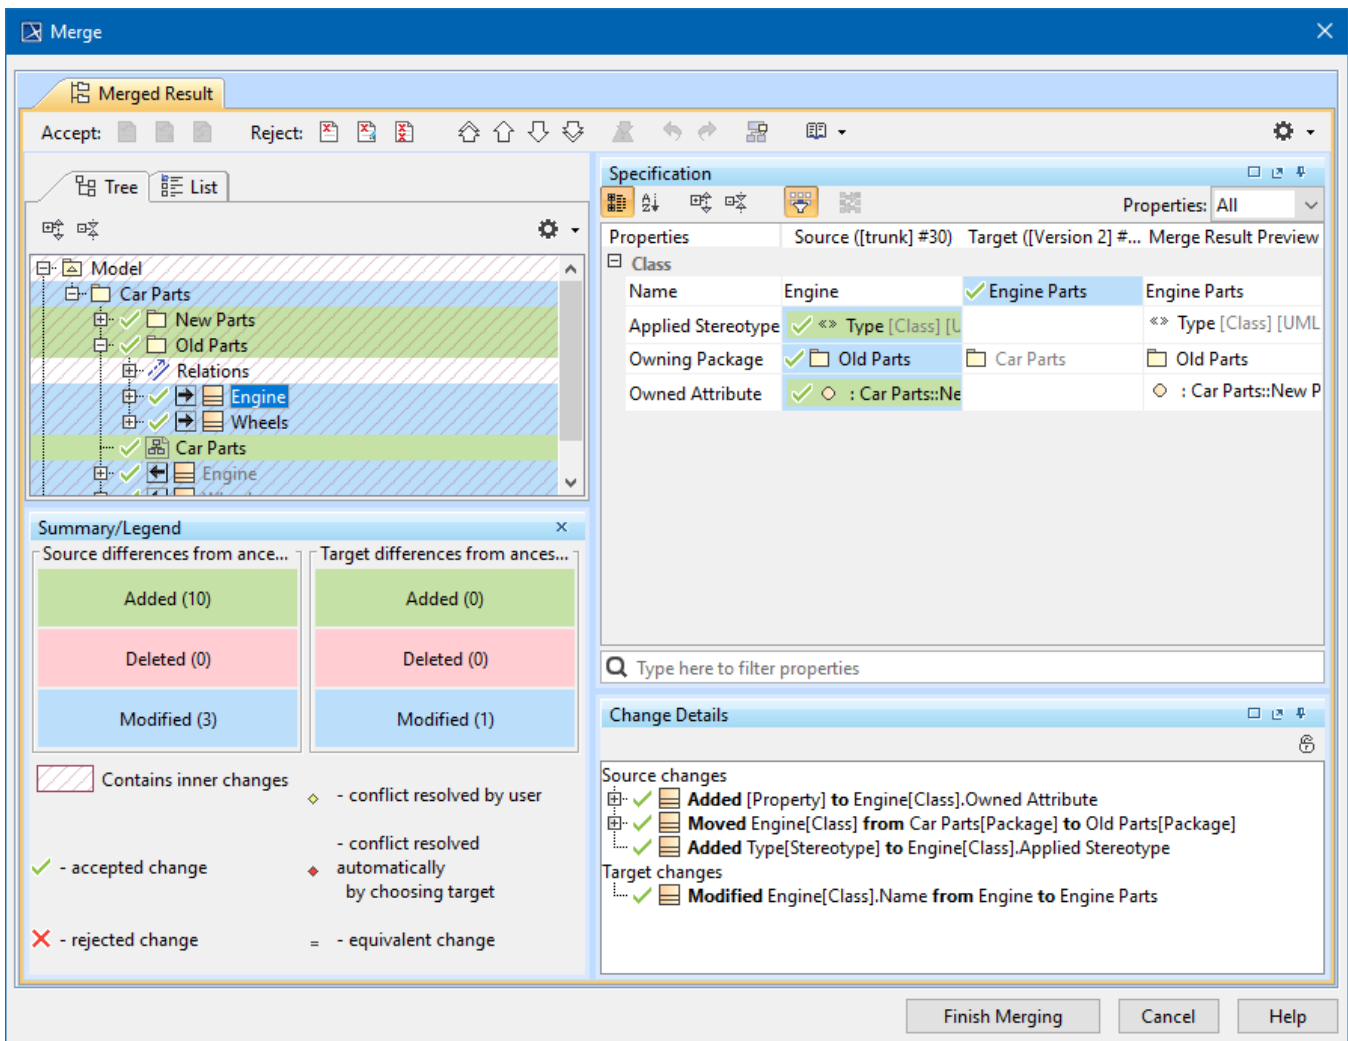 Merge
Merged Result
Accept: Reject:
Tree List
Model
Car Parts
New Parts
Old Parts
Relations
Engine
Wheels
Car Parts
Engine
Summary/Legend
Source differences from ance... Target differences from ances...
Added (10) Added (0)
Deleted (0) Deleted (0)
Modified (3) Modified (1)
Contains inner changes
- conflict resolved by user
- conflict resolved
automatically
by choosing target
- accepted change
- rejected change
= - equivalent change
Specification
Properties: All
Properties Source ([trunk] #30) Target ([Version 2] #... Merge Result Preview
Class
Name Engine Engine Parts Engine Parts
Applied Stereotype «» Type [Class] [U «» Type [Class] [UML
Owning Package Old Parts Car Parts Old Parts
Owned Attribute : Car Parts::Ne : Car Parts::New P
Type here to filter properties
Change Details
Source changes
Added [Property] to Engine[Class].Owned Attribute
Moved Engine[Class] from Car Parts[Package] to Old Parts[Package]
Added Type[Stereotype] to Engine[Class].Applied Stereotype
Target changes
Modified Engine[Class].Name from Engine to Engine Parts
Finish Merging Cancel Help